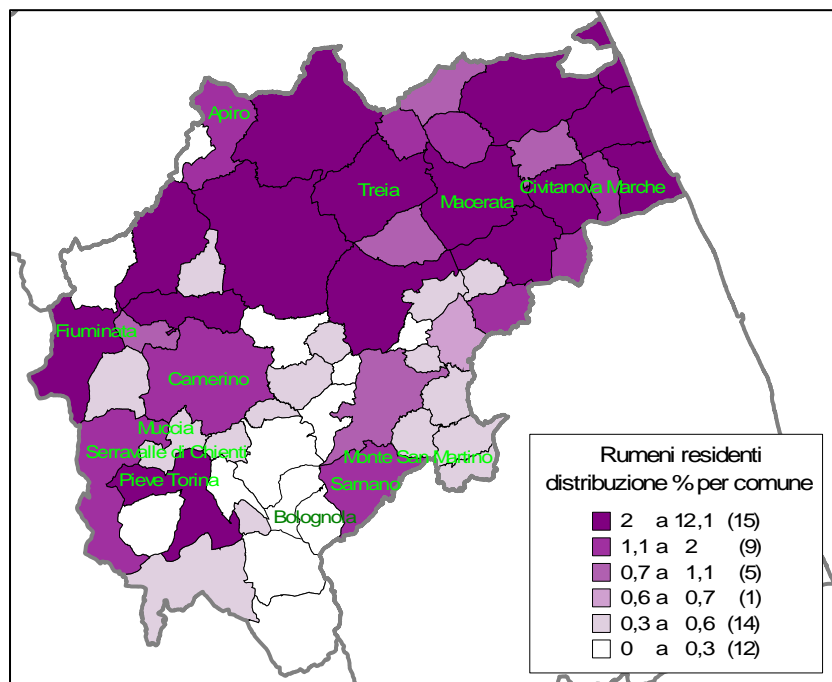 Apiro
Treia
Macerata
Civitanova Marche
Fiuminata
Camerino
Muccia
Serravalle di Chienti
Monte San Martino
Pieve Torina
Sarnano
Bolognola
Rumeni residenti
distribuzione % per comune
2 a 12,1 (15)
1,1 a 2 (9)
0,7 a 1,1 (5)
0,6 a 0,7 (1)
0,3 a 0,6 (14)
0 a 0,3 (12)